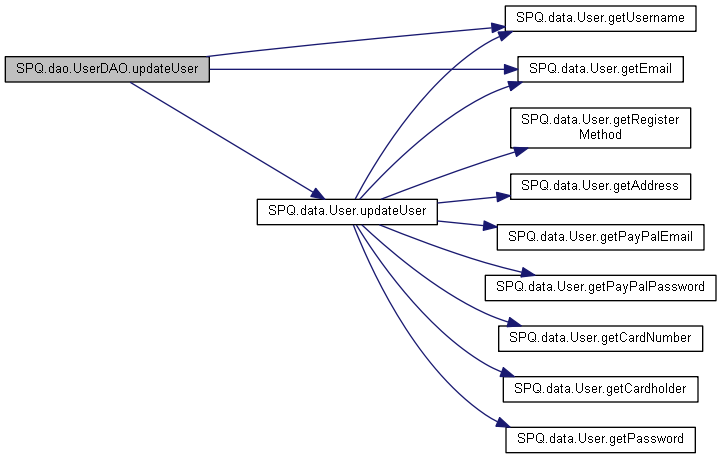 SPQ.dao.UserDAO.updateUser
SPQ.data.User.updateUser
SPQ.data.User.getUsername
SPQ.data.User.getEmail
SPQ.data.User.getRegister
Method
SPQ.data.User.getAddress
SPQ.data.User.getPayPalEmail
SPQ.data.User.getPayPalPassword
SPQ.data.User.getCardNumber
SPQ.data.User.getCardholder
SPQ.data.User.getPassword